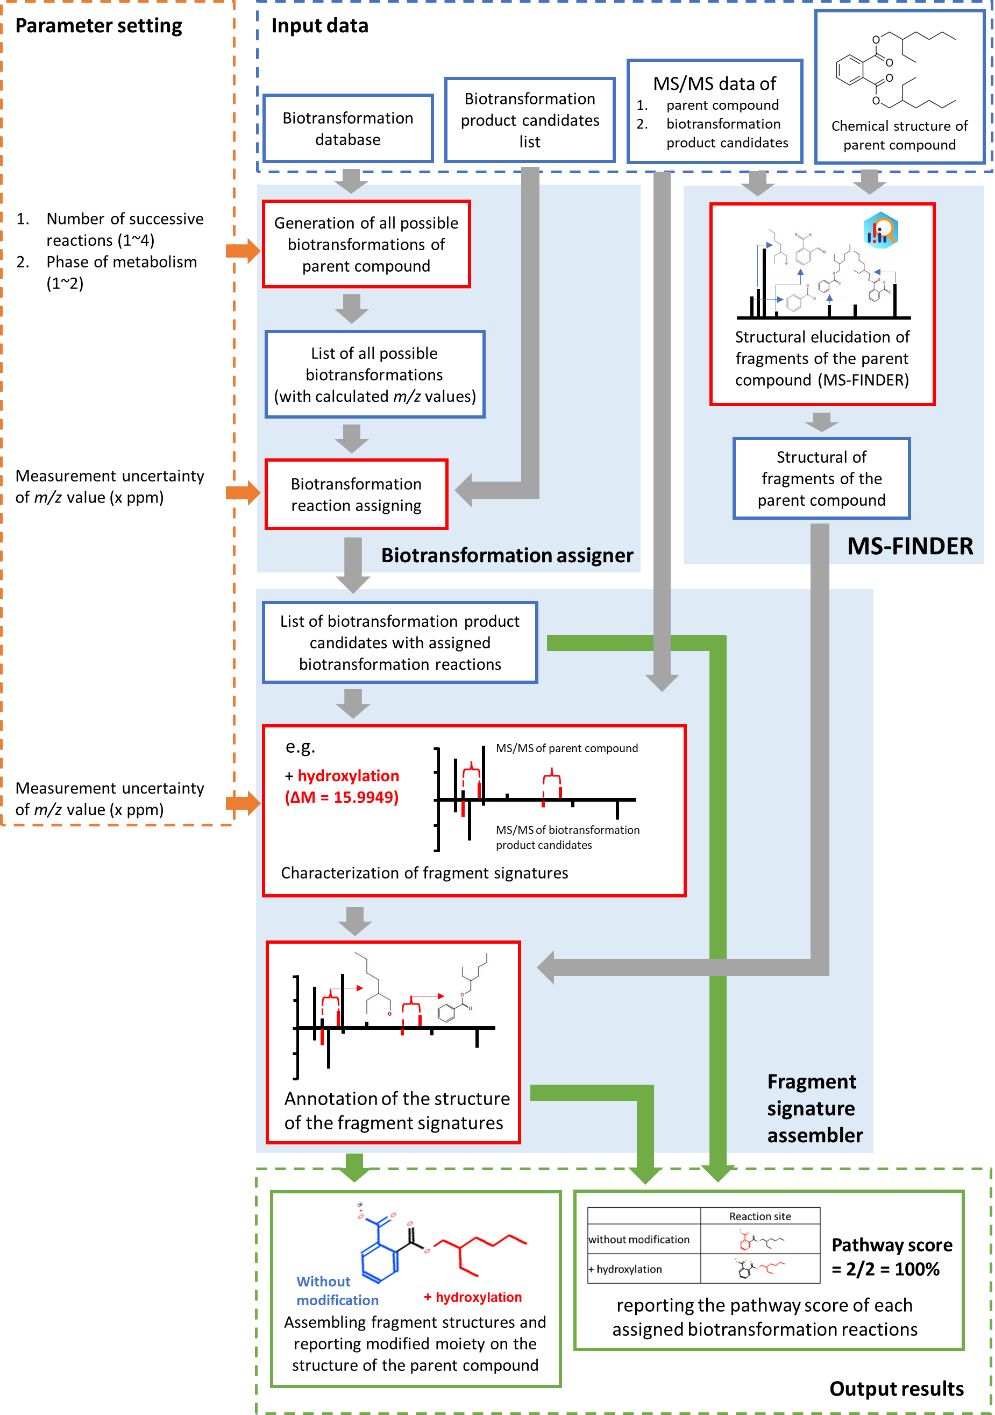 Parameter setting
Input data
Biotransformation
database
Biotransformation
product candidates
list
MS/MS data of
1. parent compound
2. biotransformation
product candidates
Chemical structure of
parent compound
1. Number of successive
reactions (1~4)
2. Phase of metabolism
(1~2)
Generation of all possible
biotransformations of
parent compound
List of all possible
biotransformations
(with calculated m/z values)
Measurement uncertainty
of m/z value (x ppm)
Biotransformation
reaction assigning
Biotransformation assigner
Structural elucidation of
fragments of the parent
compound (MS-FINDER)
Structural of
fragments of the
parent compound
MS-FINDER
List of biotransformation product
candidates with assigned
biotransformation reactions
Measurement uncertainty
of m/z value (x ppm)
e.g.
+ hydroxylation
(ΔM = 15.9949)
MS/MS of parent compound
MS/MS of biotransformation
product candidates
Characterization of fragment signatures
Annotation of the structure
of the fragment signatures
Fragment
signature
assembler
Without
modification
+ hydroxylation
Assembling fragment structures and
reporting modified moiety on the
structure of the parent compound
Reaction site
without modification
+ hydroxylation
Pathway score
= 2/2 = 100%
reporting the pathway score of each
assigned biotransformation reactions
Output results